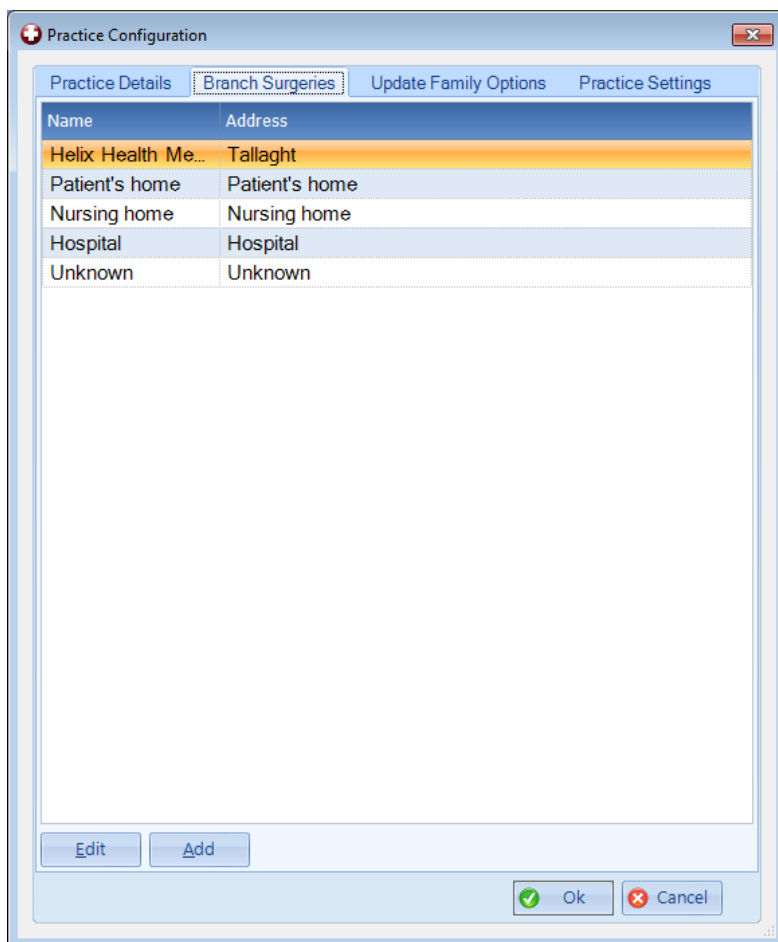 Practice Configuration
Practice Details Branch Surgeries Update Family Options Practice Settings
Name Address
Helix Health Me... Tallaght
Patient's home Patient's home
Nursing home Nursing home
Hospital Hospital
Unknown Unknown
Edit Add
Ok Cancel